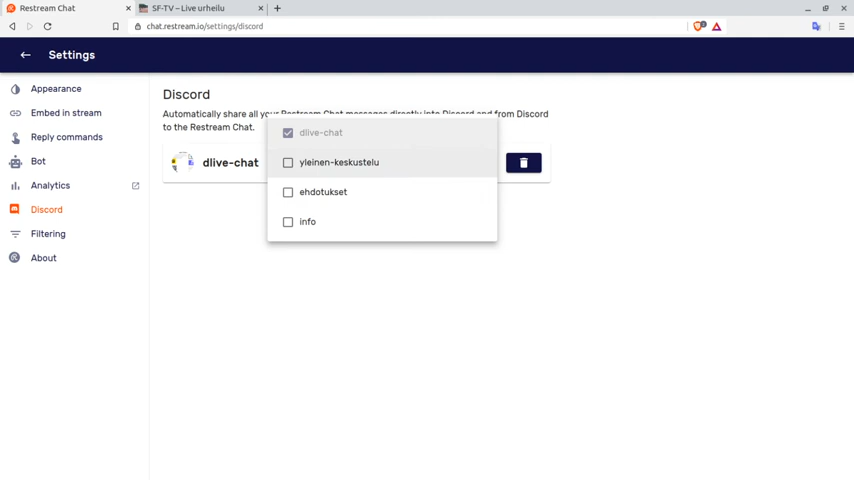 Restream Chat
SF-TV – Live urheilu
chat.restream.io/settings/discord
Settings
Appearance
Embed in stream
Reply commands
Bot
Analytics
Discord
Filtering
About
Discord
Automatically share all your Restream Chat messages directly into Discord and from Discord
to the Restream Chat.
dlive-chat
dlive-chat
yleinen-keskustelu
ehdotukset
info